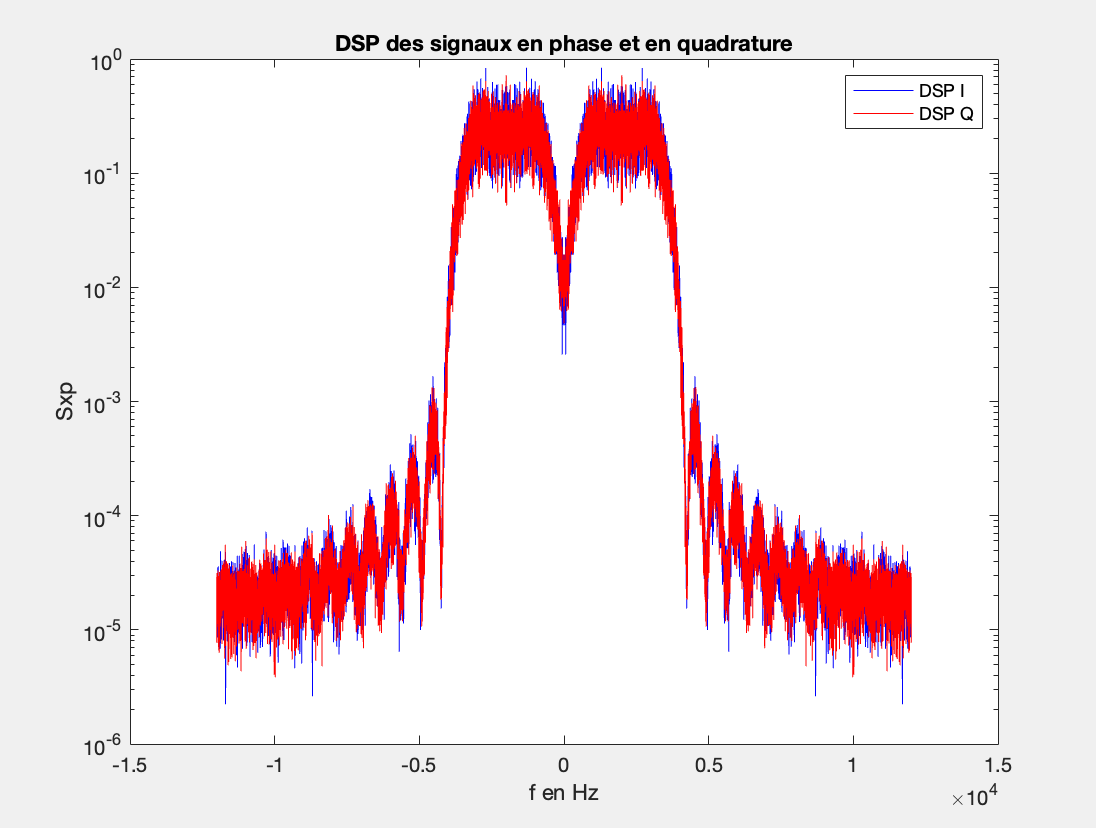 DSP des signaux en phase et en quadrature
10^0
10^-1
10^-2
10^-3
10^-4
10^-5
10^-6
Sxp
DSP I
DSP Q
-1.5 -1 -0.5 0 0.5 1 1.5
f en Hz
×10^4